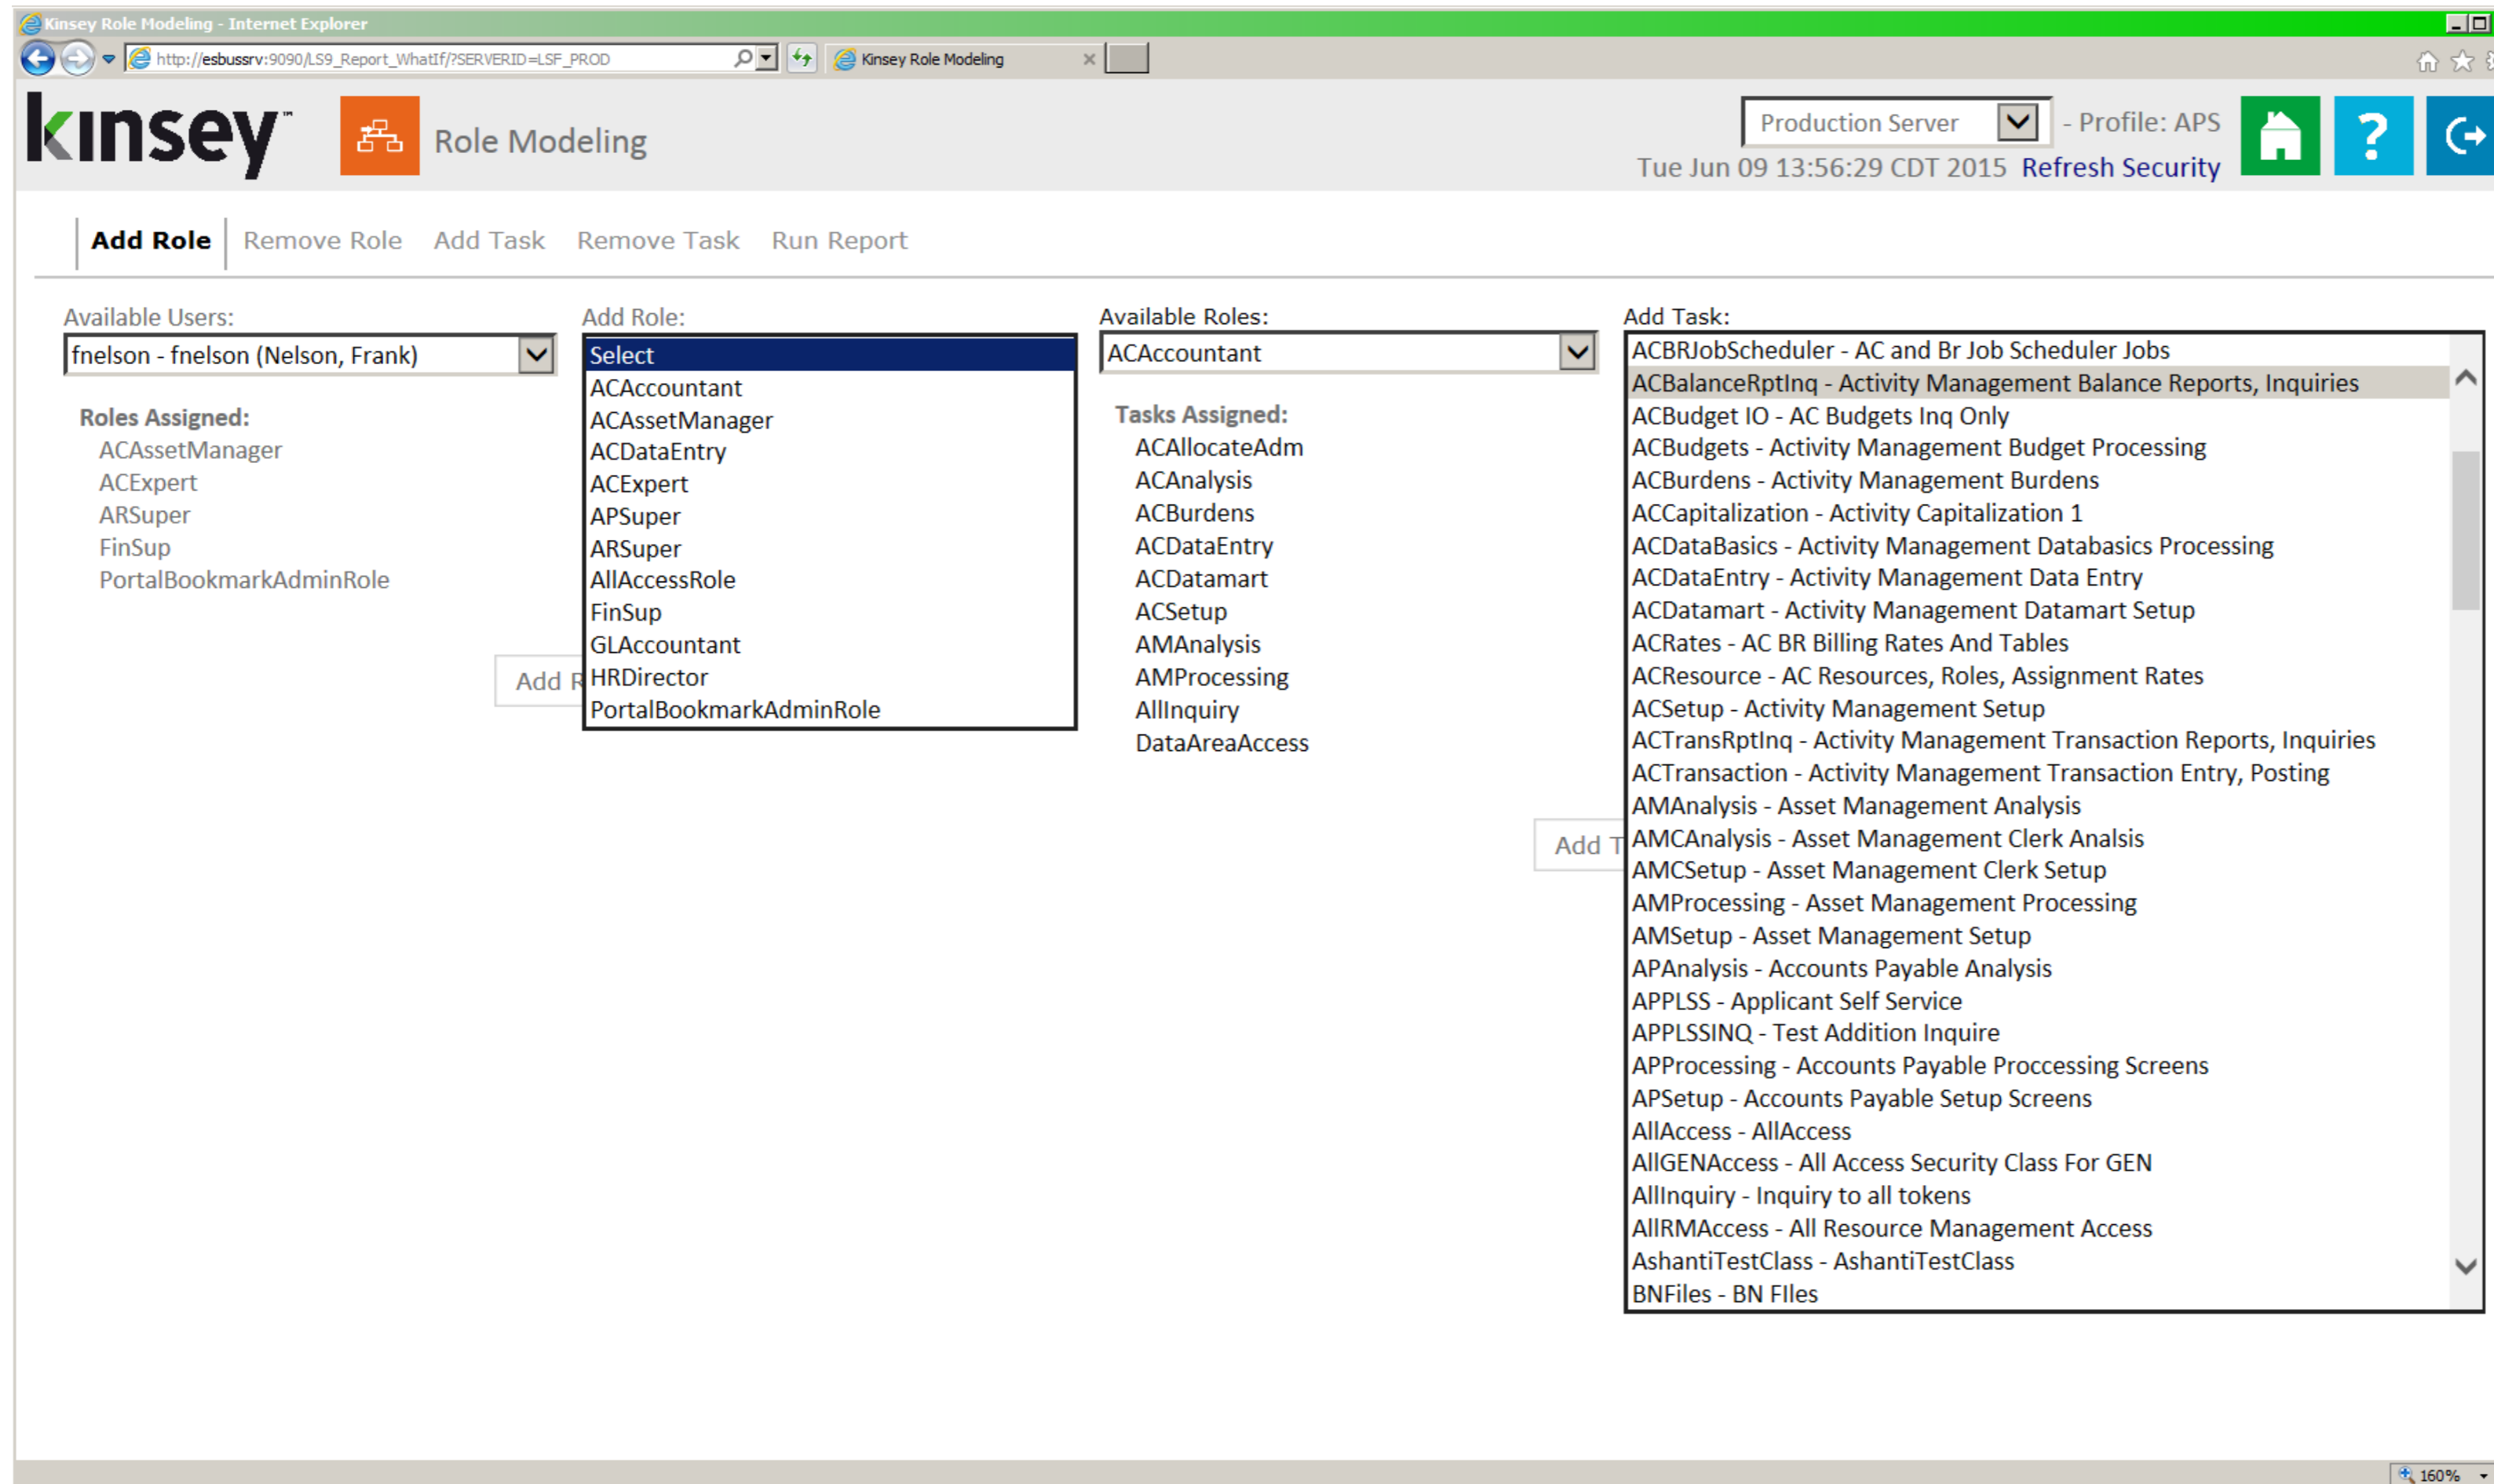 Kinsey Role Modeling - Internet Explorer
http://esbussrv:9090/LS9_Report_WhatIf/?SERVERID=LSF_PROD
Kinsey Role Modeling
kinsey™
Role Modeling
Production Server
- Profile: APS
Tue Jun 09 13:56:29 CDT 2015 Refresh Security
?
Add Role
Remove Role
Add Task
Remove Task
Run Report
Available Users:
fnelson - fnelson (Nelson, Frank)
Roles Assigned:
ACAssetManager
ACExpert
ARSuper
FinSup
PortalBookmarkAdminRole
Add R
Add Role:
Select
ACAccountant
ACAssetManager
ACDataEntry
ACExpert
APSuper
ARSuper
AllAccessRole
FinSup
GLAccountant
HRDirector
PortalBookmarkAdminRole
Available Roles:
ACAccountant
Tasks Assigned:
ACAllocateAdm
ACAnalysis
ACBurdens
ACDataEntry
ACDatamart
ACSetup
AMAnalysis
AMProcessing
AllInquiry
DataAreaAccess
Add T
Add Task:
ACBRJobScheduler - AC and Br Job Scheduler Jobs
ACBalanceRptInq - Activity Management Balance Reports, Inquiries
ACBudget IO - AC Budgets Inq Only
ACBudgets - Activity Management Budget Processing
ACBurdens - Activity Management Burdens
ACCapitalization - Activity Capitalization 1
ACDataBasics - Activity Management Databasics Processing
ACDataEntry - Activity Management Data Entry
ACDatamart - Activity Management Datamart Setup
ACRates - AC BR Billing Rates And Tables
ACResource - AC Resources, Roles, Assignment Rates
ACSetup - Activity Management Setup
ACTransRptInq - Activity Management Transaction Reports, Inquiries
ACTransaction - Activity Management Transaction Entry, Posting
AMAnalysis - Asset Management Analysis
AMCAnalysis - Asset Management Clerk Analsis
AMCSetup - Asset Management Clerk Setup
AMProcessing - Asset Management Processing
AMSetup - Asset Management Setup
APAnalysis - Accounts Payable Analysis
APPLSS - Applicant Self Service
APPLSSINQ - Test Addition Inquire
APProcessing - Accounts Payable Proccessing Screens
APSetup - Accounts Payable Setup Screens
AllAccess - AllAccess
AllGENAccess - All Access Security Class For GEN
AllInquiry - Inquiry to all tokens
AllRMAccess - All Resource Management Access
AshantiTestClass - AshantiTestClass
BNFiles - BN FIles
160%